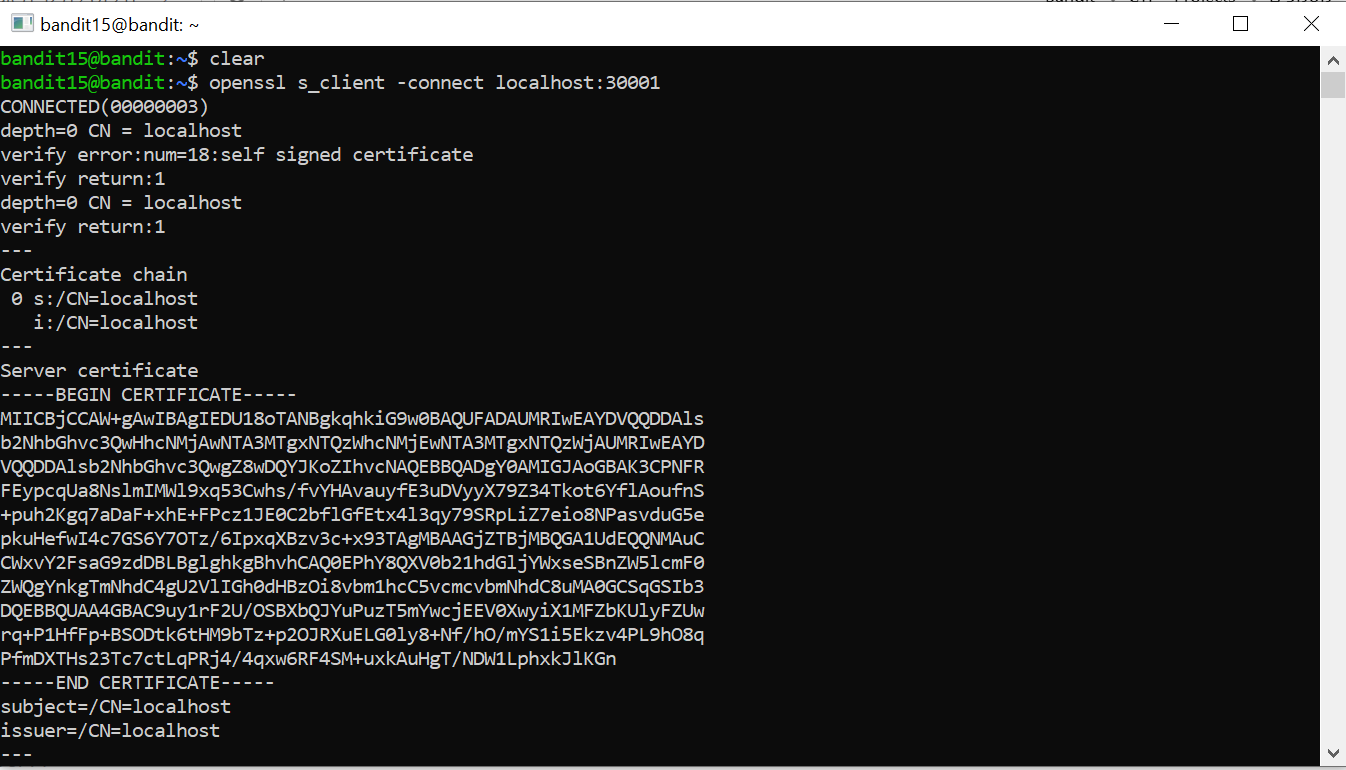 bandit15@bandit: ~
bandit15@bandit:~$ clear
bandit15@bandit:~$ openssl s_client -connect localhost:30001
CONNECTED(00000003)
depth=0 CN = localhost
verify error:num=18:self signed certificate
verify return:1
depth=0 CN = localhost
verify return:1
---
Certificate chain
 0 s:/CN=localhost
   i:/CN=localhost
---
Server certificate
-----BEGIN CERTIFICATE-----
MIICBjCCAW+gAwIBAgIEDU18oTANBgkqhkiG9w0BAQUFADAUMRIwEAYDVQQDDAls
b2NhbGhvc3QwHhcNMjAwNTA3MTgxNTQzWhcNMjEwNTA3MTgxNTQzWjAUMRIwEAYD
VQQDDAlsb2NhbGhvc3QwgZ8wDQYJKoZIhvcNAQEBBQADgY0AMIGJAoGBAK3CPNFR
FEypcqUa8NslmIMWl9xq53Cwhs/fvYHAvauyfE3uDVyyX79Z34Tkot6YflAoufnS
+puh2Kgq7aDaF+xhE+FPcz1JE0C2bflGfEtx4l3qy79SRpLiZ7eio8NPasvduG5e
pkuHefwI4c7GS6Y7OTz/6IpxqXBzv3c+x93TAgMBAAGjZTBjMBQGA1UdEQQNMAuC
CWxvY2FsaG9zdDBLBglghkgBhvhCAQ0EPhY8QXV0b21hdGljYWxseSBnZW5lcmF0
ZWQgYnkgTmNhdC4gU2VlIGh0dHBzOi8vbm1hcC5vcmcvbmNhdC8uMA0GCSqGSIb3
DQEBBQUAA4GBAC9uy1rF2U/OSBXbQJYuPuzT5mYwcjEEV0XwyiX1MFZbKUlyFZUw
rq+P1HfFp+BSODtk6tHM9bTz+p2OJRXuELG0ly8+Nf/hO/mYS1i5Ekzv4PL9hO8q
PfmDXTHs23Tc7ctLqPRj4/4qxw6RF4SM+uxkAuHgT/NDW1LphxkJlKGn
-----END CERTIFICATE-----
subject=/CN=localhost
issuer=/CN=localhost
---